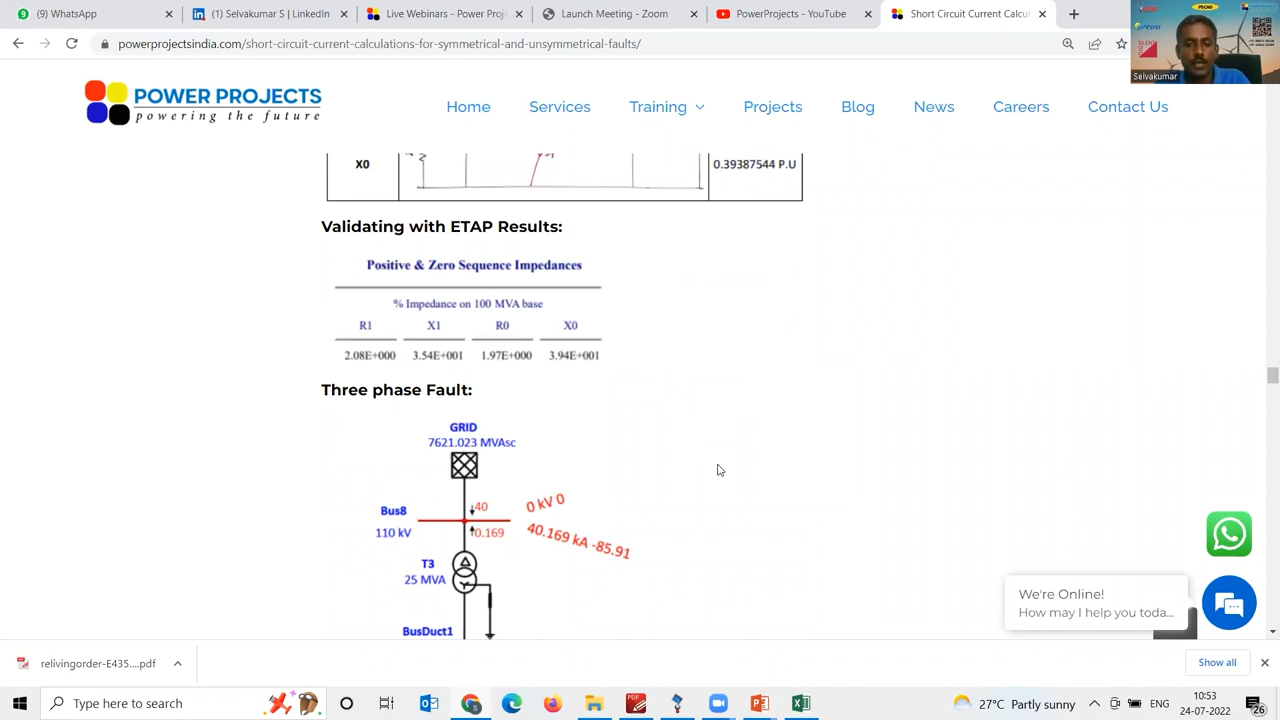 WhatsApp
(1) Selvakumar S | LinkedIn
Live Webinars - Power Proje
Launch Meeting - Zoom
PowerProjects - YouTube
Short Circuit Current Calcul
powerprojectsindia.com/short-circuit-current-calculations-for-symmetrical-and-unsymmetrical-faults/
PSCAD
Selvakumar
POWER PROJECTS
powering the future
Home
Services
Training
Projects
Blog
News
Careers
Contact Us
X0
0.39387544 P.U
Validating with ETAP Results:
Positive & Zero Sequence Impedances
% Impedance on 100 MVA base
R1 X1 R0 X0
2.08E+000 3.54E+001 1.97E+000 3.94E+001
Three phase Fault:
GRID
7621.023 MVAsc
40
0 kV 0
Bus8
110 kV
0.169
40.169 kA -85.91
T3
25 MVA
BusDuct1
We're Online!
How may I help you toda...
relivingorder-E435....pdf
Show all
Type here to search
27°C Partly sunny
ENG
10:53
24-07-2022
26